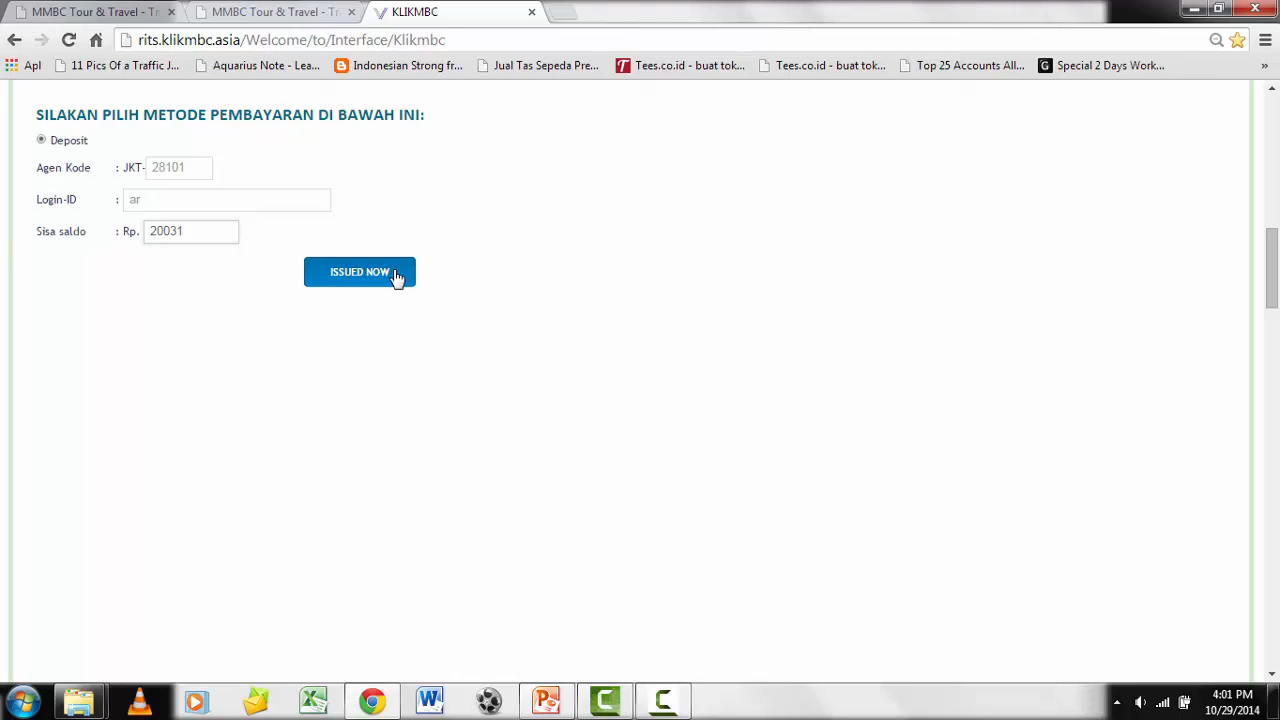 MMBC Tour & Travel - Tr
MMBC Tour & Travel - Tr
KLIKMBC
rits.klikmbc.asia/Welcome/to/Interface/Klikmbc
Apl
11 Pics Of a Traffic J...
Aquarius Note - Lea...
Indonesian Strong fr...
Jual Tas Sepeda Pre...
Tees.co.id - buat tok...
Tees.co.id - buat tok...
Top 25 Accounts All...
Special 2 Days Work...
SILAKAN PILIH METODE PEMBAYARAN DI BAWAH INI:
Deposit
Agen Kode : JKT- 28101
Login-ID : ar
Sisa saldo : Rp. 20031
ISSUED NOW
4:01 PM
10/29/2014